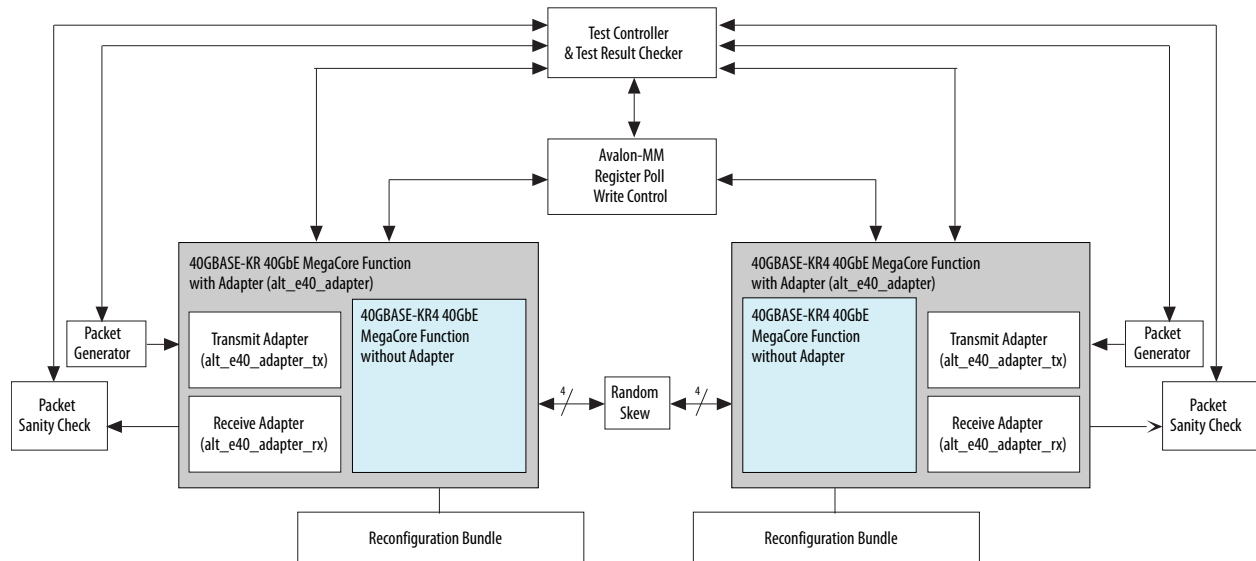 Test Controller
& Test Result Checker
Avalon-MM
Register Poll
Write Control
40GBASE-KR 40GbE MegaCore Function
with Adapter (alt_e40_adapter)
40GBASE-KR4 40GbE
MegaCore Function
without Adapter
Transmit Adapter
(alt_e40_adapter_tx)
Receive Adapter
(alt_e40_adapter_rx)
Packet
Generator
Packet
Sanity Check
4
Random
Skew
4
40GBASE-KR4 40GbE MegaCore Function
with Adapter (alt_e40_adapter)
40GBASE-KR4 40GbE
MegaCore Function
without Adapter
Transmit Adapter
(alt_e40_adapter_tx)
Receive Adapter
(alt_e40_adapter_rx)
Packet
Generator
Packet
Sanity Check
Reconfiguration Bundle
Reconfiguration Bundle